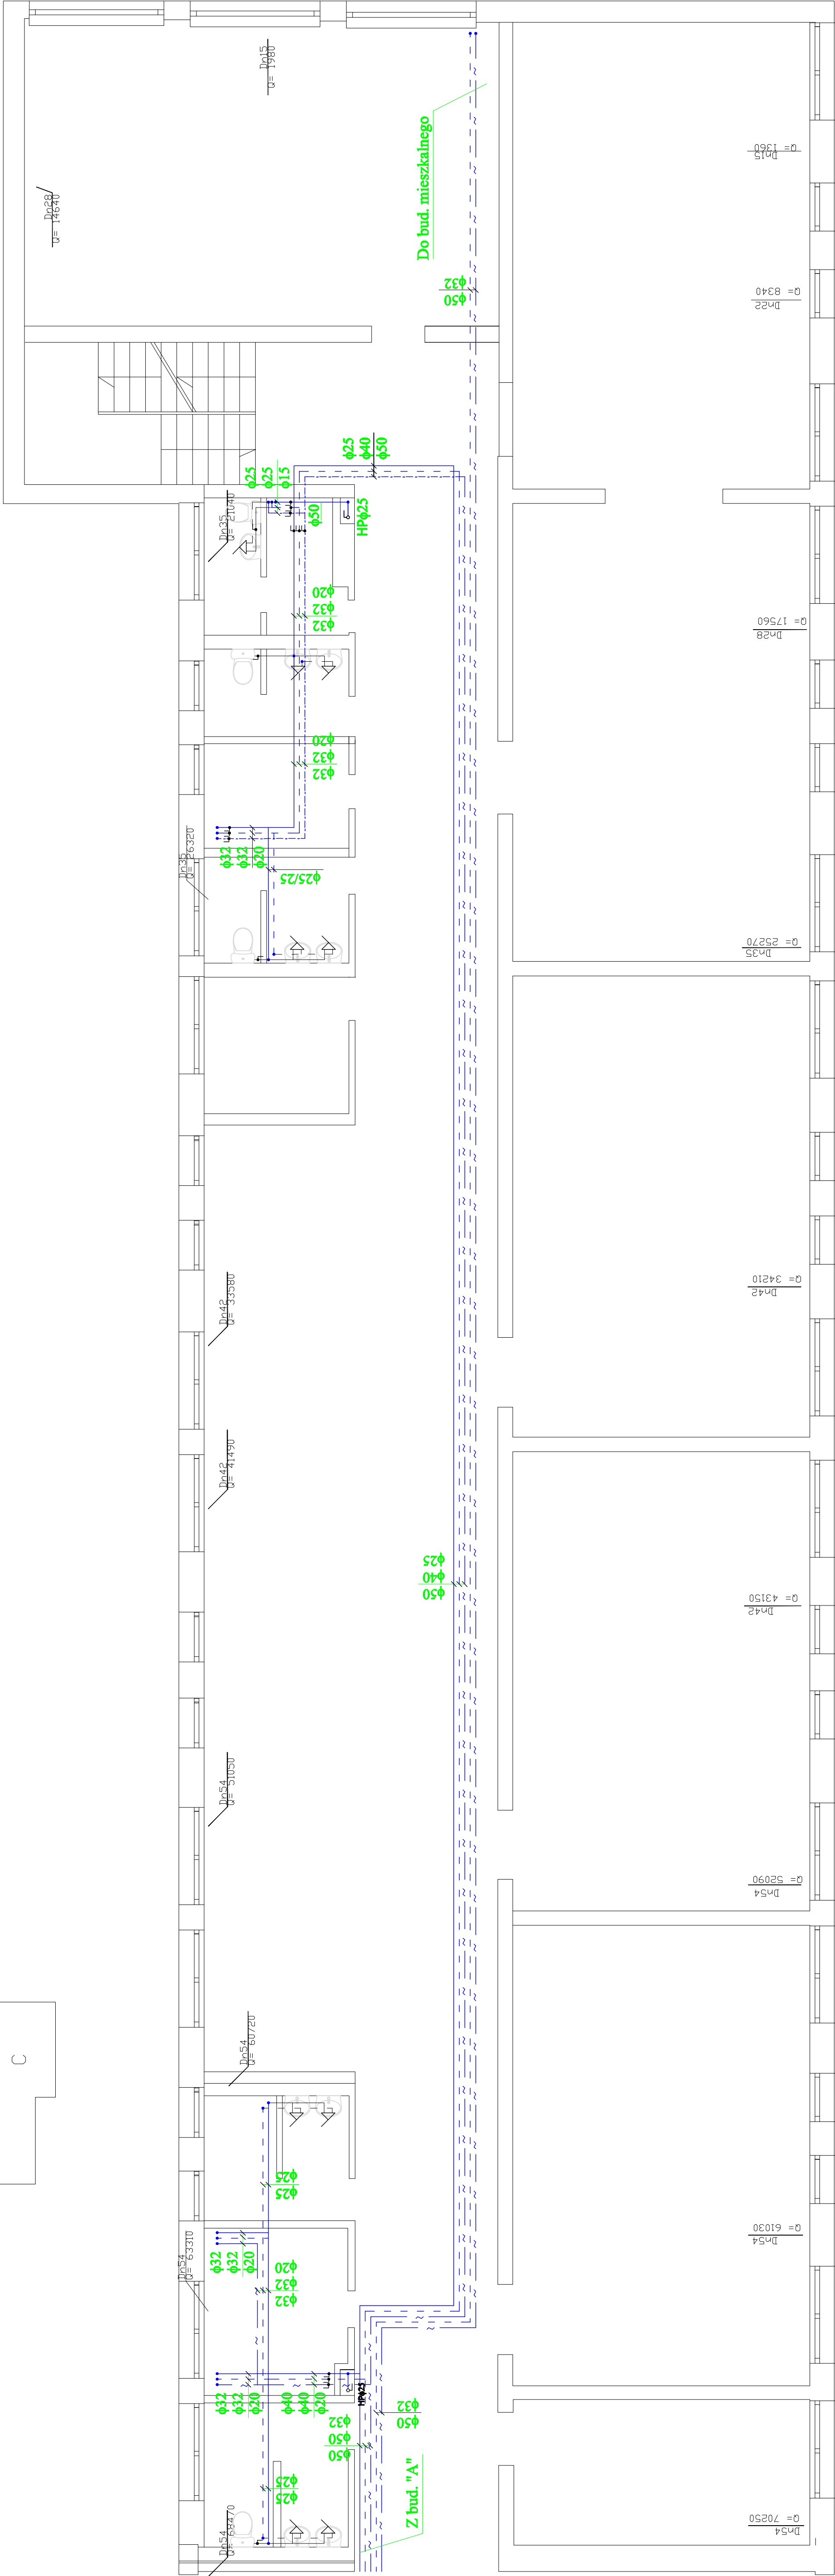 Dn15
Q= 1980
Dn28
Q= 14640
Do bud. mieszkalnego
Q= 1360
Dn15
Q= 8340
Dn22
ϕ32
ϕ50
ϕ25
ϕ40
ϕ50
ϕ25
ϕ25
ϕ15
ϕ50
HPϕ25
Dn35
Q= 21040
ϕ20
ϕ32
ϕ32
Q= 17560
Dn28
ϕ20
ϕ32
ϕ32
Dn35
Q= 26320
ϕ32
ϕ32
ϕ20
ϕ25/25
Q= 25270
Dn35
Dn42
Q= 33580
Q= 34210
Dn42
Dn42
Q= 41490
ϕ25
ϕ40
ϕ50
Q= 43150
Dn42
Dn54
Q= 51050
Q= 52090
Dn54
C
Dn54
Q= 60720
ϕ25
ϕ25
Q= 61030
Dn54
Dn54
Q= 63310
ϕ32
ϕ32
ϕ20
ϕ20
ϕ32
ϕ32
ϕ32
ϕ32
ϕ20
ϕ40
ϕ40
ϕ20
HPϕ25
ϕ32
ϕ50
ϕ32
ϕ50
ϕ50
Z bud. "A"
ϕ25
ϕ25
Dn54
Q= 68470
Q= 70250
Dn54